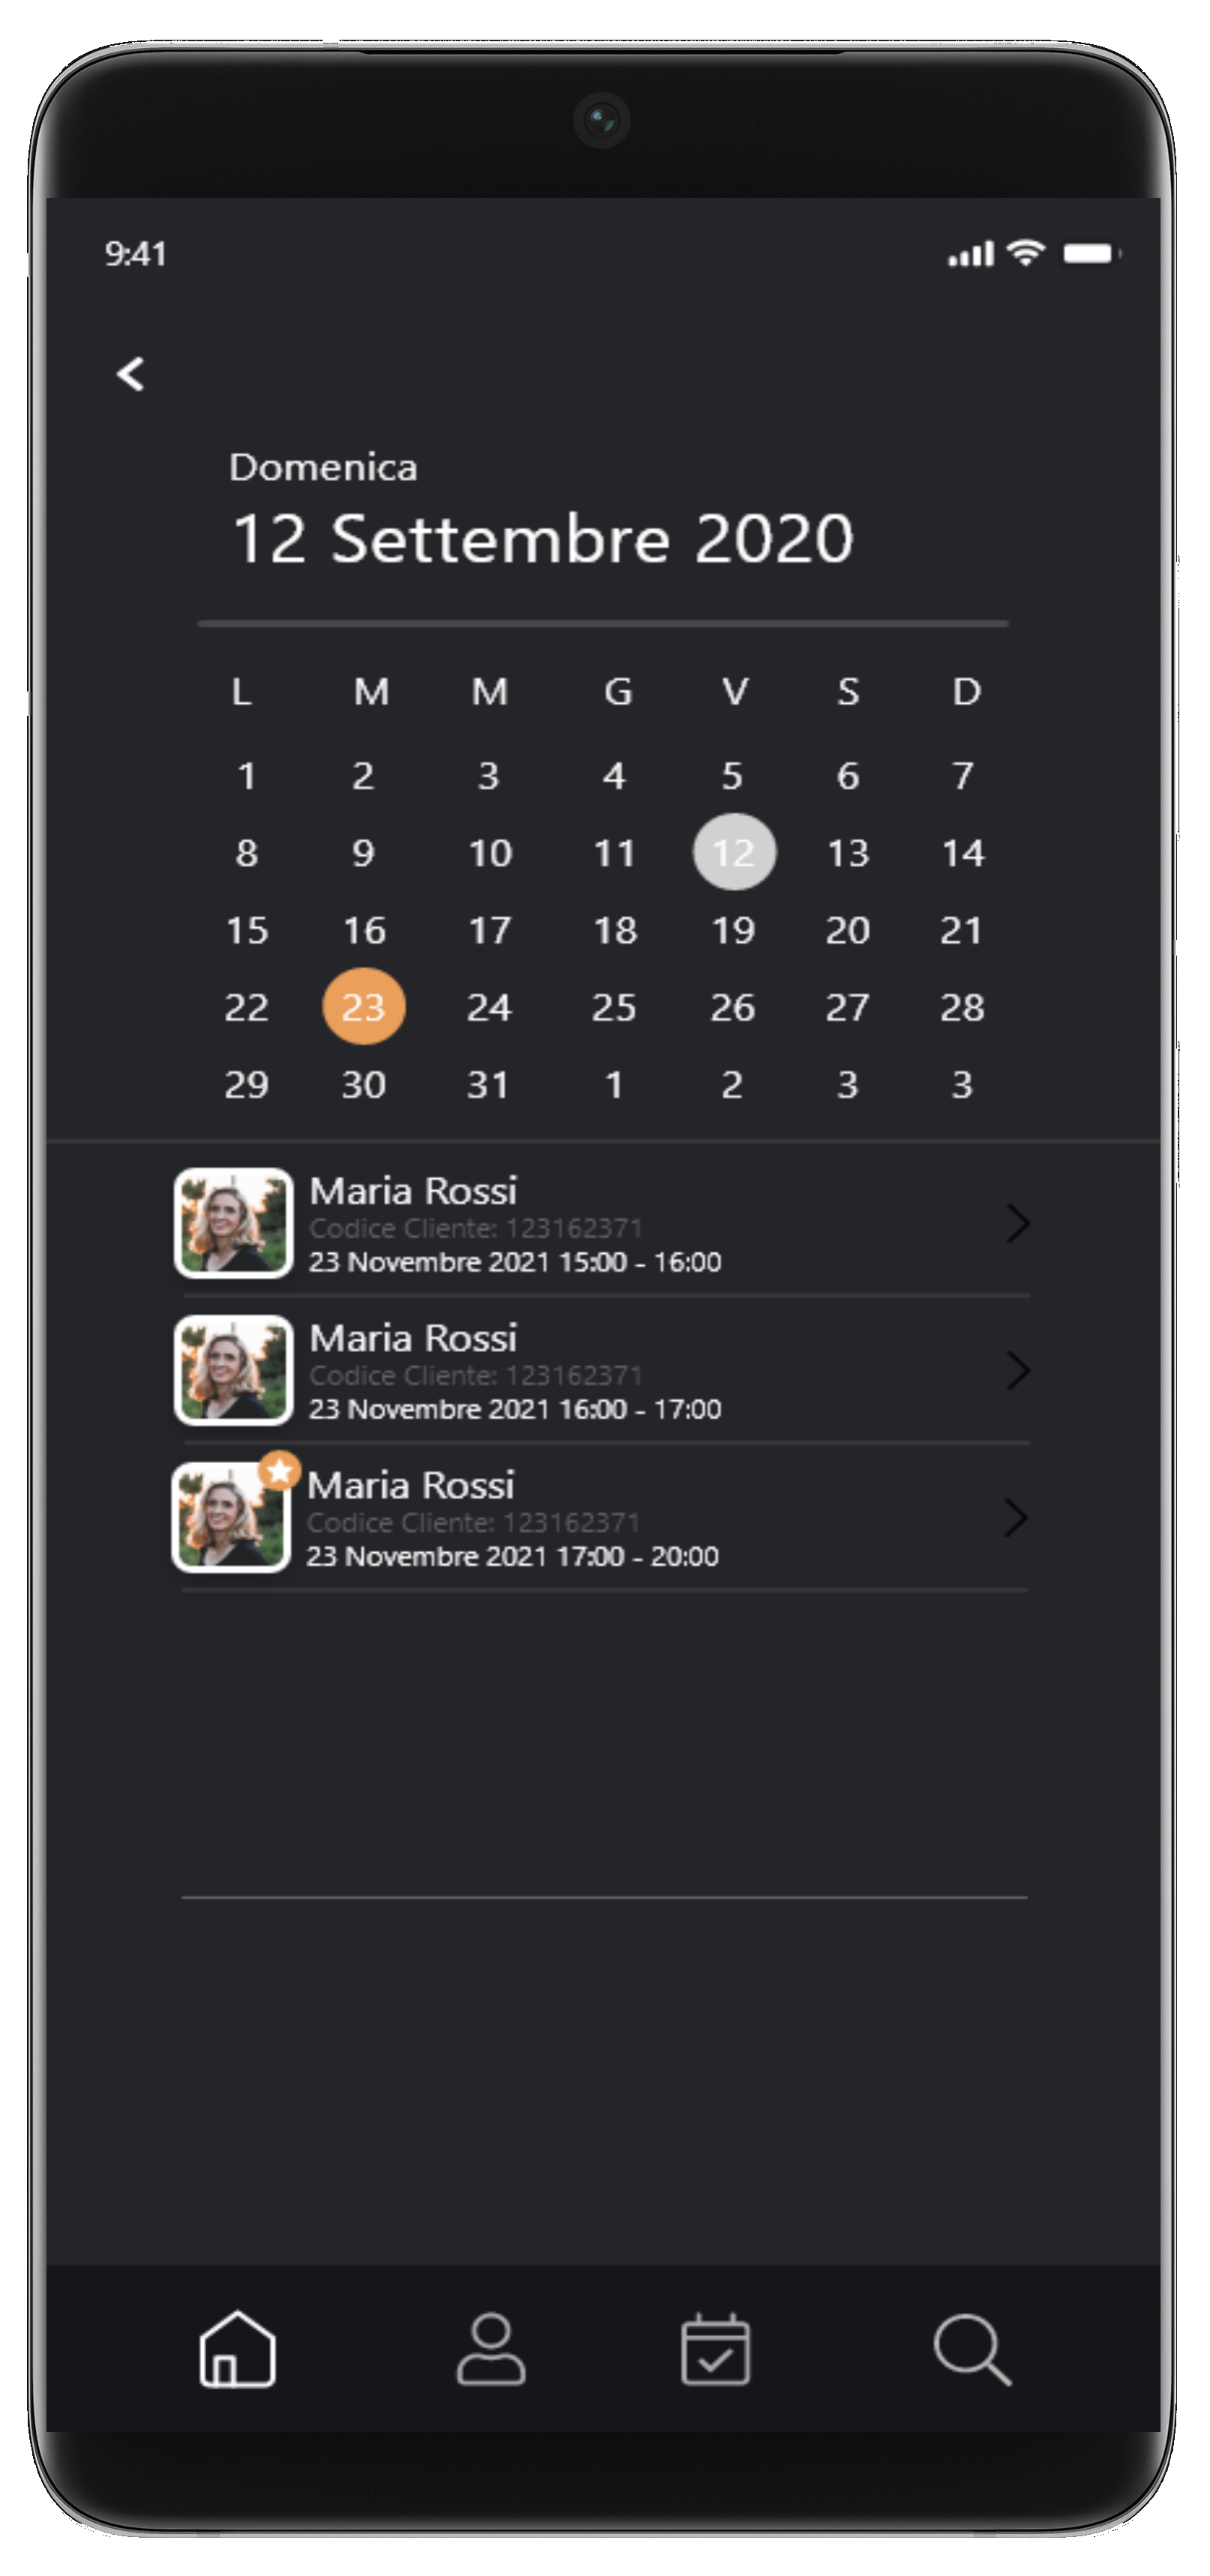 9:41
Domenica
12 Settembre 2020
L M M G V S D
1 2 3 4 5 6 7
8 9 10 11 12 13 14
15 16 17 18 19 20 21
22 23 24 25 26 27 28
29 30 31 1 2 3 3
Maria Rossi
Codice Cliente: 123162371
23 Novembre 2021 15:00 - 16:00
Maria Rossi
Codice Cliente: 123162371
23 Novembre 2021 16:00 - 17:00
Maria Rossi
Codice Cliente: 123162371
23 Novembre 2021 17:00 - 20:00